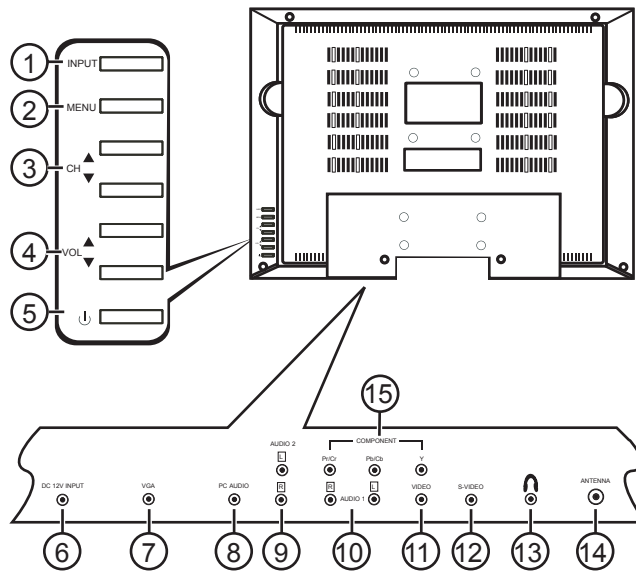 1 INPUT
2 MENU
3 CH
4 VOL
5
15
AUDIO 2 COMPONENT
L Pr/Cr Pb/Cb Y
DC 12V INPUT VGA PC AUDIO R R AUDIO 1 L VIDEO S-VIDEO ANTENNA
6 7 8 9 10 11 12 13 14